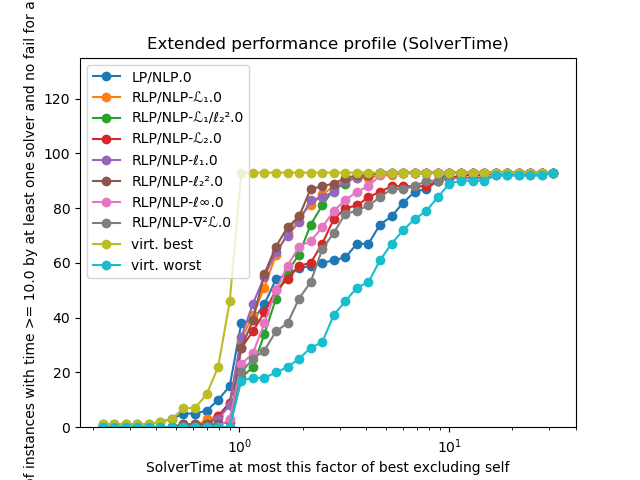 Extended performance profile (SolverTime)
of instances with time >= 10.0 by at least one solver and no fail for a
120
100
80
60
40
20
0
LP/NLP.0
RLP/NLP-ℒ₁.0
RLP/NLP-ℒ₁/ℓ₂².0
RLP/NLP-ℒ₂.0
RLP/NLP-ℓ₁.0
RLP/NLP-ℓ₂².0
RLP/NLP-ℓ∞.0
RLP/NLP-∇²ℒ.0
virt. best
virt. worst
10⁰
10¹
SolverTime at most this factor of best excluding self